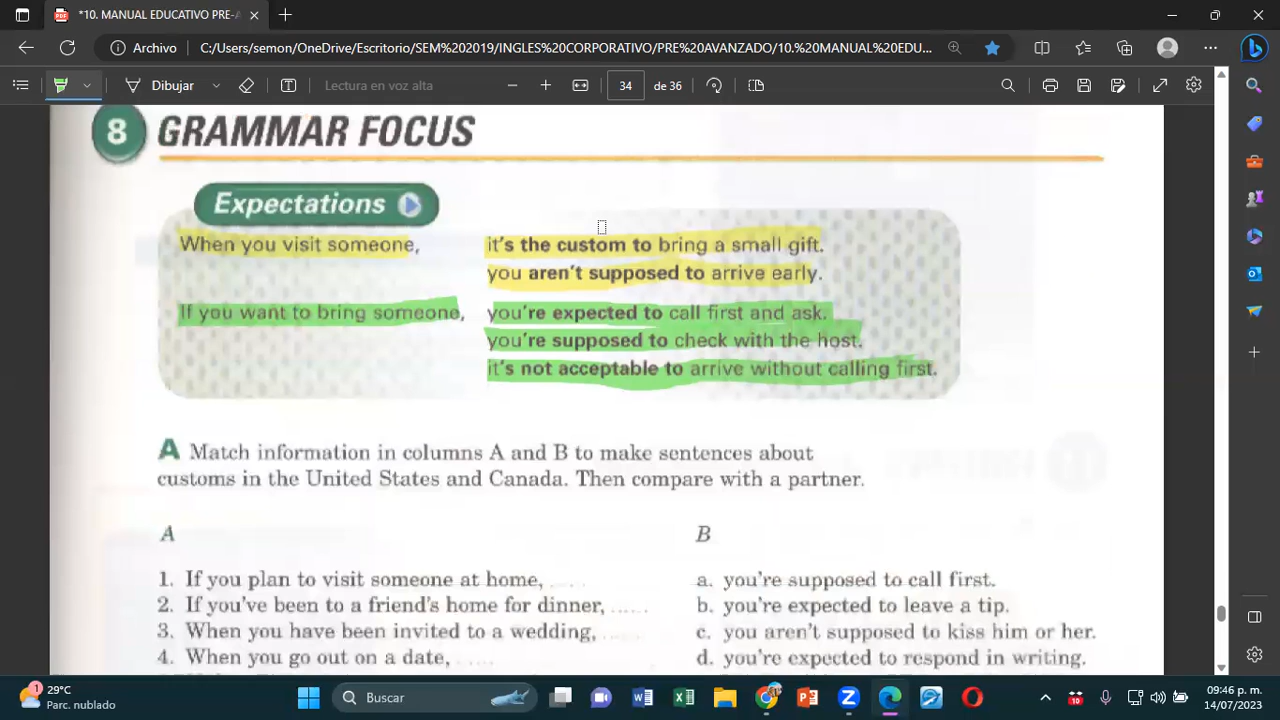 *10. MANUAL EDUCATIVO PRE-A
Archivo
C:/Users/semon/OneDrive/Escritorio/SEM%202019/INGLES%20CORPORATIVO/PRE%20AVANZADO/10.%20MANUAL%20EDU...
Dibujar
Lectura en voz alta
34
de 36
8 GRAMMAR FOCUS
Expectations
When you visit someone, it's the custom to bring a small gift.
you aren't supposed to arrive early.
If you want to bring someone, you're expected to call first and ask.
you're supposed to check with the host.
it's not acceptable to arrive without calling first.
A Match information in columns A and B to make sentences about
customs in the United States and Canada. Then compare with a partner.
A B
1. If you plan to visit someone at home, ..... a. you're supposed to call first.
2. If you've been to a friend's home for dinner, ..... b. you're expected to leave a tip.
3. When you have been invited to a wedding, ..... c. you aren't supposed to kiss him or her.
4. When you go out on a date, ..... d. you're expected to respond in writing.
1
29°C
Parc. nublado
Buscar
10
09:46 p. m.
14/07/2023